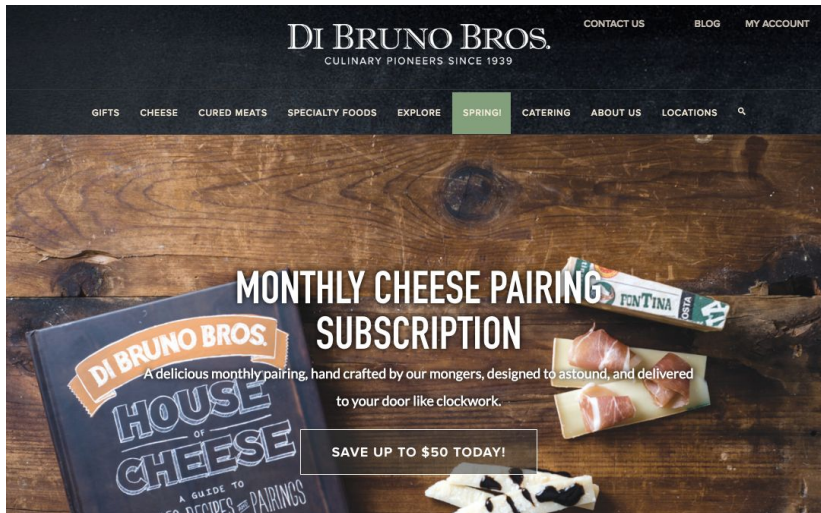 CONTACT US
BLOG
MY ACCOUNT
DI BRUNO BROS.
CULINARY PIONEERS SINCE 1939
GIFTS
CHEESE
CURED MEATS
SPECIALTY FOODS
EXPLORE
SPRING!
CATERING
ABOUT US
LOCATIONS
MONTHLY CHEESE PAIRING
SUBSCRIPTION
A delicious monthly pairing, hand crafted by our mongers, designed to astound, and delivered
to your door like clockwork.
SAVE UP TO $50 TODAY!
DI BRUNO BROS.
HOUSE
OF
CHEESE
A GUIDE TO
RECIPES and PAIRINGS
FONTINA